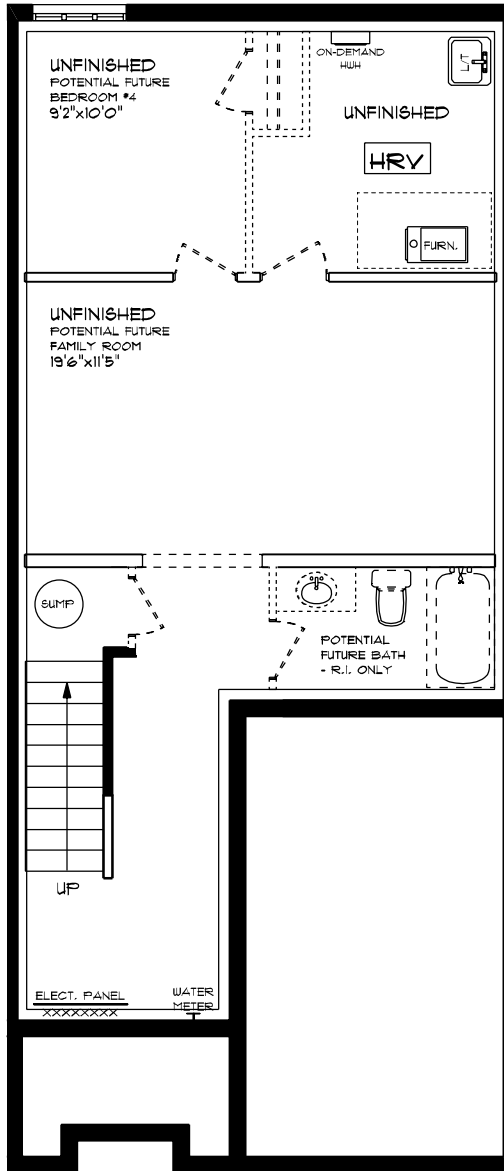 UNFINISHED
POTENTIAL FUTURE
BEDROOM #4
9'2"x10'0"
ON-DEMAND
HWH
L/T
UNFINISHED
HRV
FURN.
UNFINISHED
POTENTIAL FUTURE
FAMILY ROOM
19'6"x11'5"
SUMP
POTENTIAL
FUTURE BATH
- R.I. ONLY
UP
ELECT. PANEL
WATER
METER